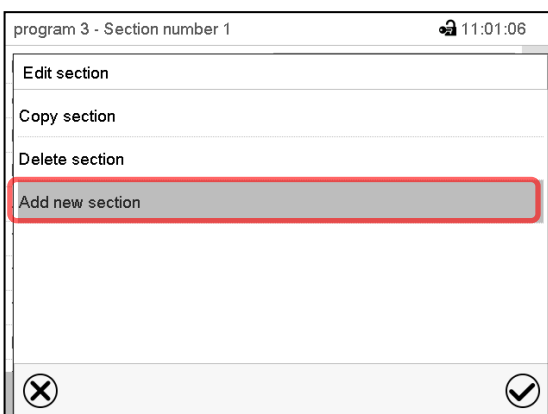 program 3 - Section number 1 11:01:06
Edit section
Copy section
Delete section
Add new section